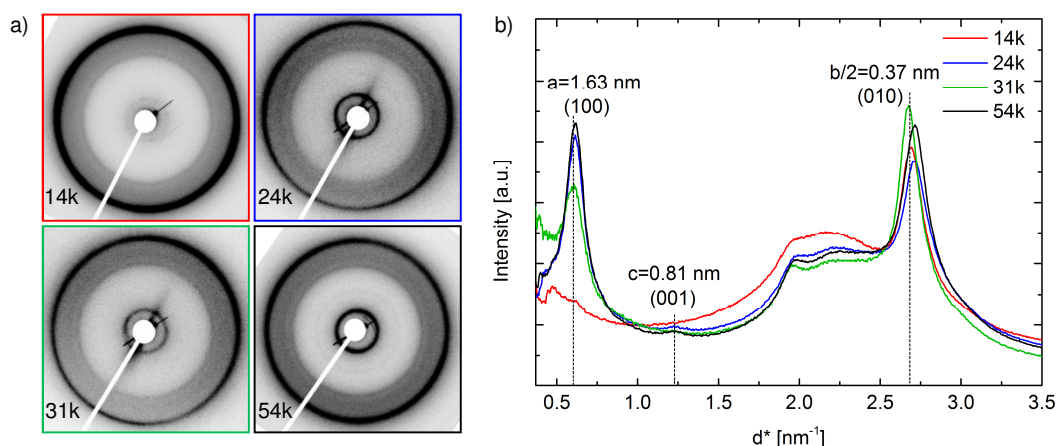 a)
14k
24k
31k
54k
b)
Intensity [a.u.]
a=1.63 nm
(100)
c=0.81 nm
(001)
b/2=0.37 nm
(010)
14k
24k
31k
54k
0.5 1.0 1.5 2.0 2.5 3.0 3.5
d* [nm⁻¹]